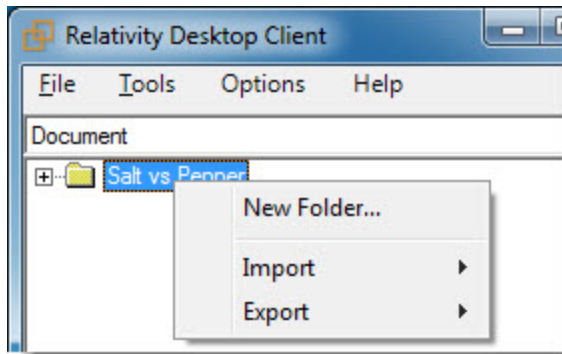 Relativity Desktop Client
File Tools Options Help
Document
Salt vs Pepper
New Folder...
Import
Export